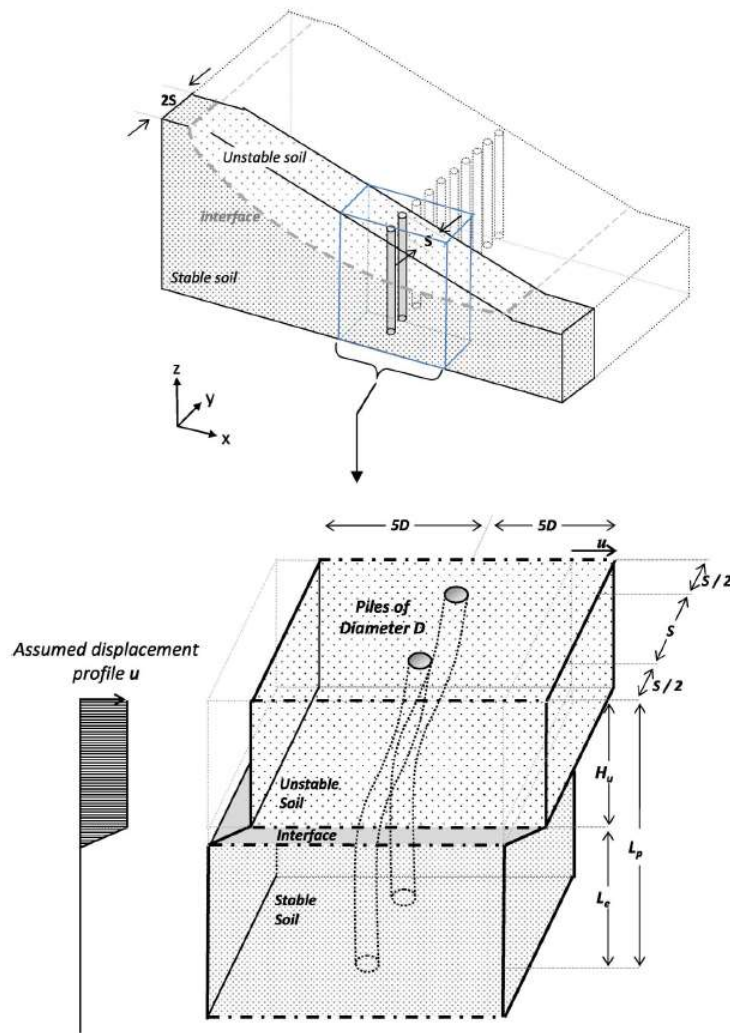 2S
Unstable soil
Interface
S
Stable soil
z
y
x
5D
5D
u
S / 2
Piles of
Diameter D
S
Assumed displacement
profile u
S / 2
Unstable
Soil
Hu
Interface
Lp
Stable
Soil
Le